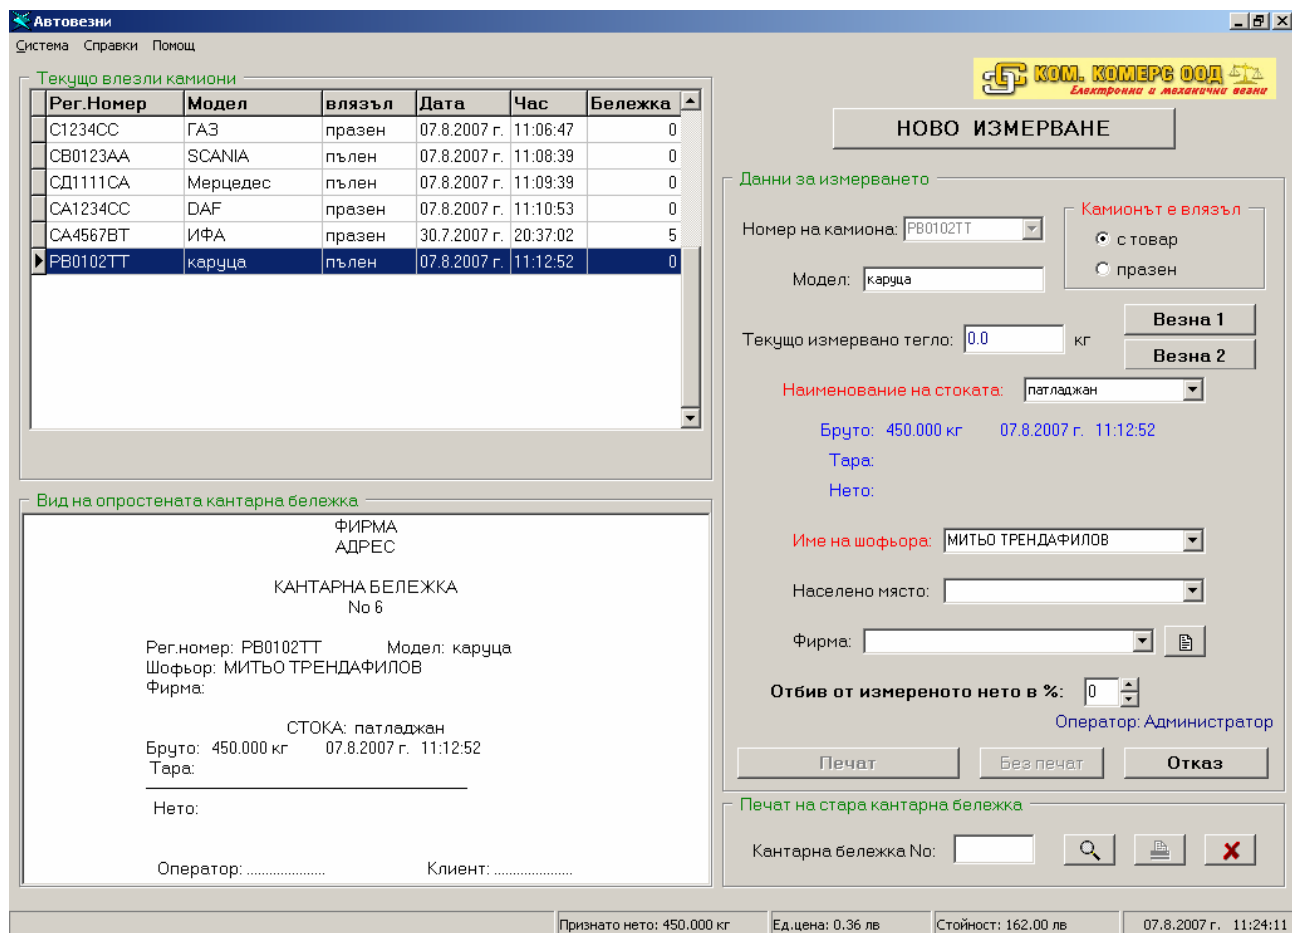 Автовезни
Система Справки Помощ
Текущо влезли камиони
Рег.Номер Модел влязъл Дата Час Бележка
С1234СС ГАЗ празен 07.8.2007 г. 11:06:47 0
СВ0123АА SCANIA пълен 07.8.2007 г. 11:08:39 0
СД1111СА Мерцедес пълен 07.8.2007 г. 11:09:39 0
СА1234СС DAF празен 07.8.2007 г. 11:10:53 0
СА4567ВТ ИФА празен 30.7.2007 г. 20:37:02 5
РВ0102ТТ каруца пълен 07.8.2007 г. 11:12:52 0
КОМ. КОМЕРС ООД
Електронни и механични везни
НОВО ИЗМЕРВАНЕ
Данни за измерването
Номер на камиона: РВ0102ТТ
Камионът е влязъл
с товар
празен
Модел: каруца
Текущо измервано тегло: 0.0 кг
Везна 1
Везна 2
Наименование на стоката: патладжан
Бруто: 450.000 кг 07.8.2007 г. 11:12:52
Тара:
Нето:
Име на шофьора: МИТЬО ТРЕНДАФИЛОВ
Населено място:
Фирма:
Отбив от измереното нето в %: 0
Оператор: Администратор
Печат Без печат Отказ
Печат на стара кантарна бележка
Кантарна бележка No:
Вид на опростената кантарна бележка
ФИРМА
АДРЕС
КАНТАРНА БЕЛЕЖКА
No 6
Рег.номер: РВ0102ТТ Модел: каруца
Шофьор: МИТЬО ТРЕНДАФИЛОВ
Фирма:
СТОКА: патладжан
Бруто: 450.000 кг 07.8.2007 г. 11:12:52
Тара:
Нето:
Оператор: ..................... Клиент: .....................
Признато нето: 450.000 кг Ед.цена: 0.36 лв Стойност: 162.00 лв 07.8.2007 г. 11:24:11